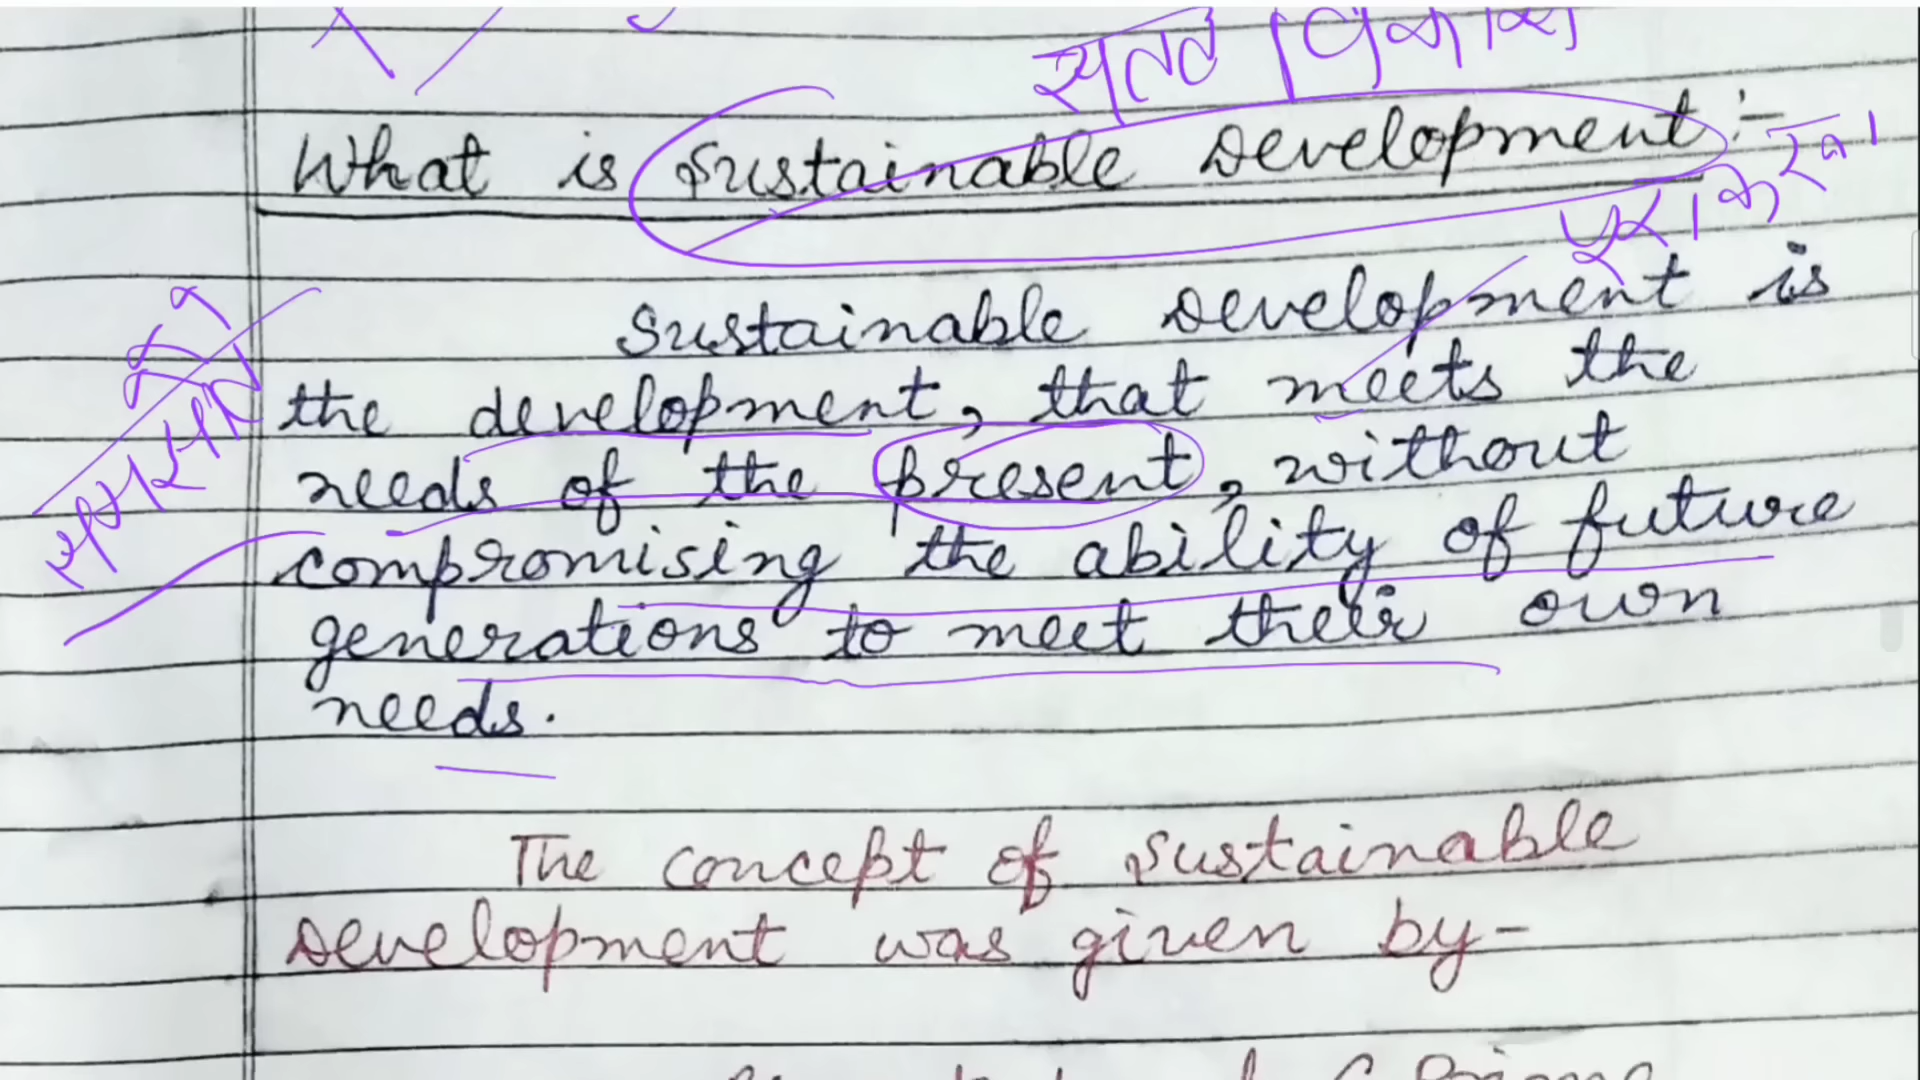 सतत विकास
What is Sustainable Development :-
पूरा करना
Sustainable Development is
the development, that meets the
needs of the present, without
compromising the ability of future
generations to meet their own
needs.
The concept of Sustainable
Development was given by-